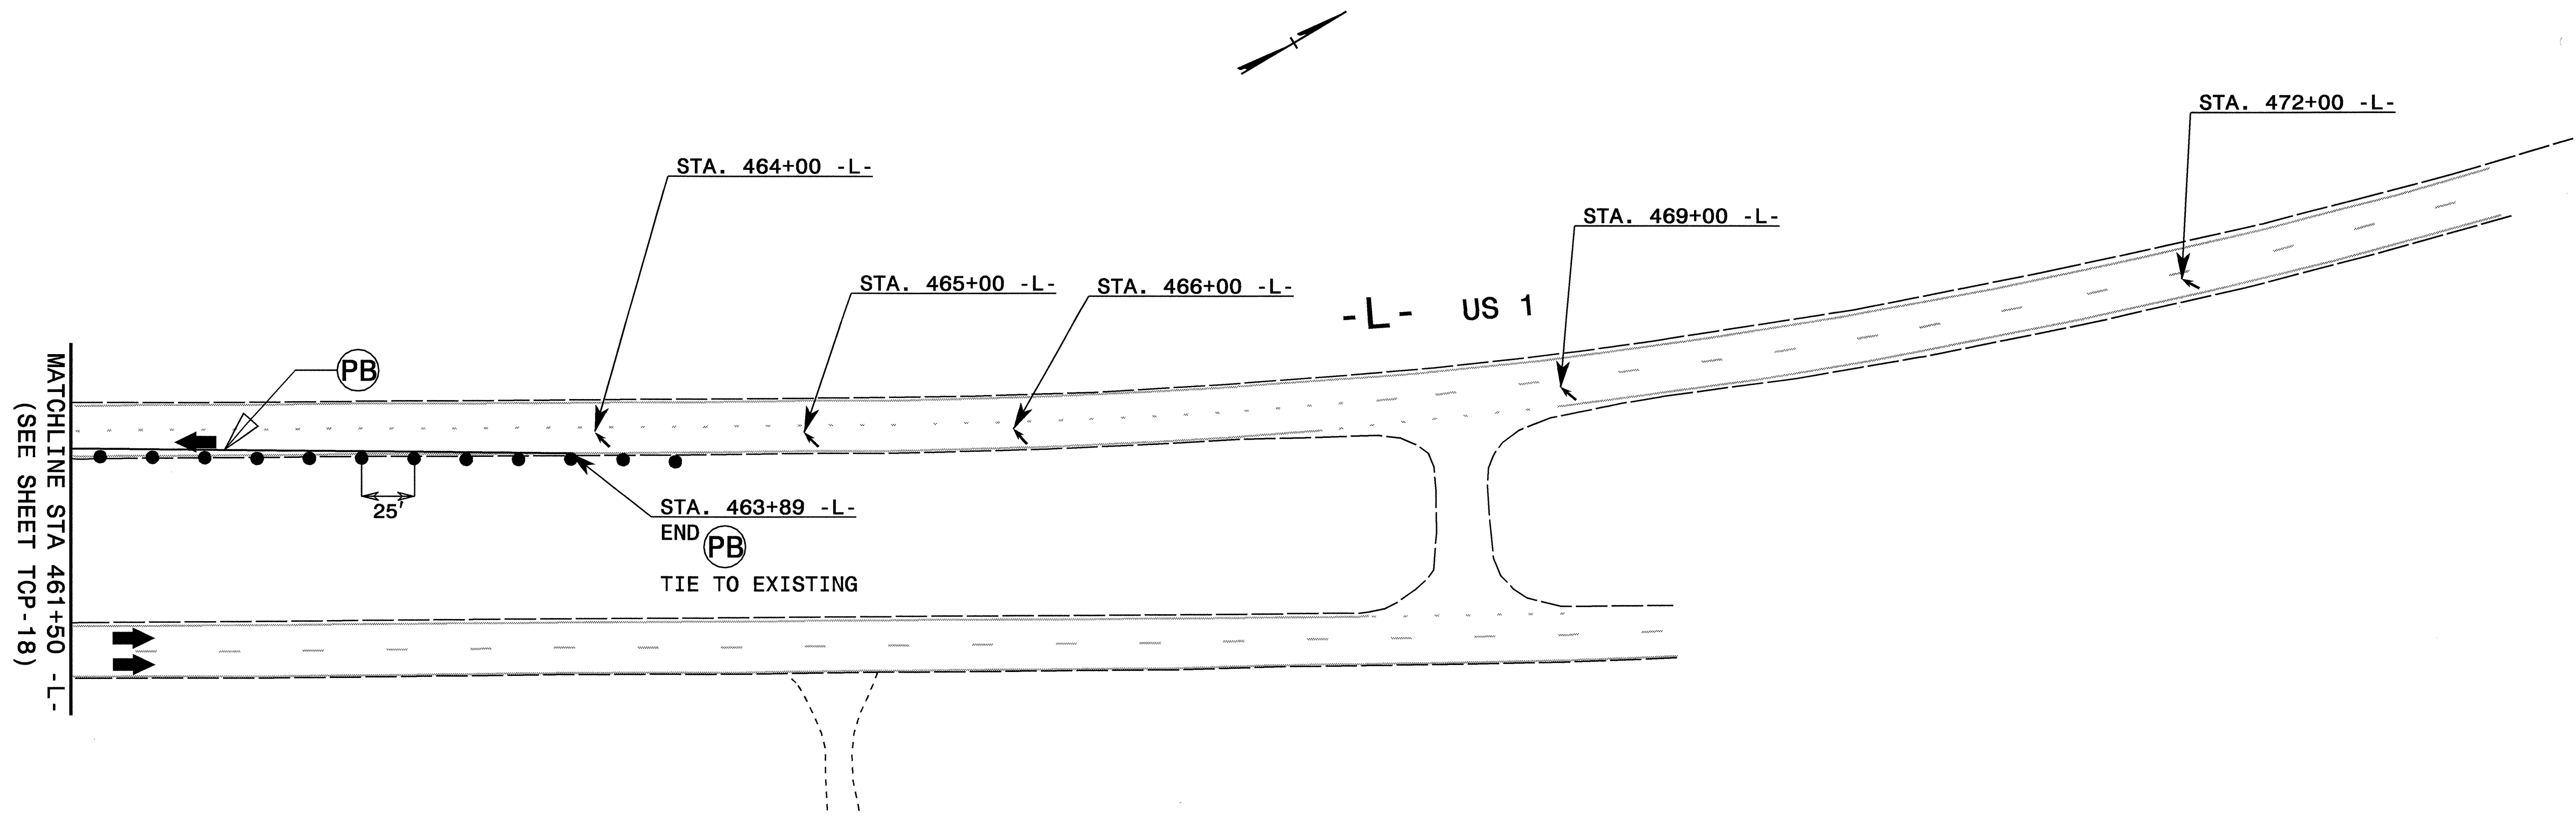 STA. 472+00 -L-
STA. 464+00 -L-
STA. 469+00 -L-
STA. 465+00 -L-
STA. 466+00 -L-
-L- US 1
PB
MATCHLINE STA 461+50 -L-
(SEE SHEET TCP-18)
25'
STA. 463+89 -L-
END PB
TIE TO EXISTING